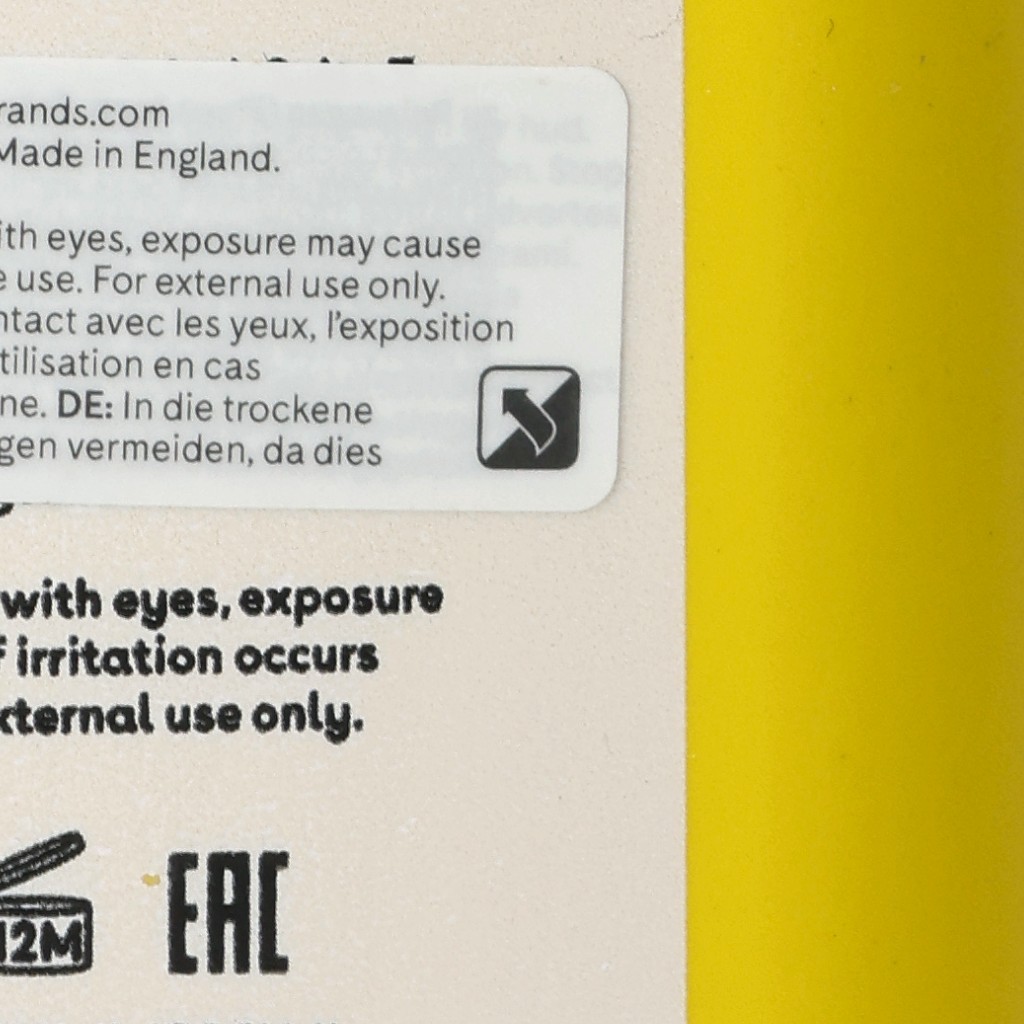 rands.com
Made in England.
ith eyes, exposure may cause
e use. For external use only.
ntact avec les yeux, l'exposition
tilisation en cas
ne. DE: In die trockene
gen vermeiden, da dies
with eyes, exposure
f irritation occurs
xternal use only.
12M
EAC